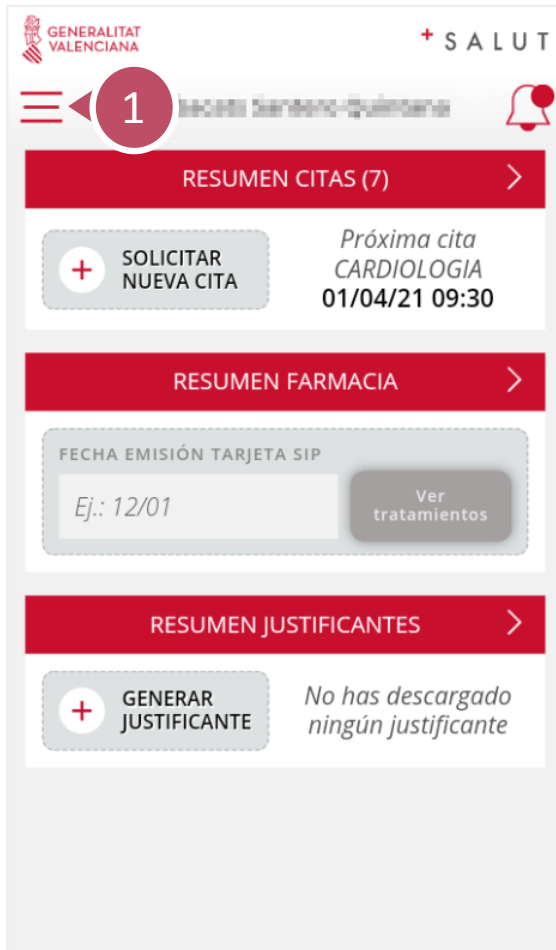 GENERALITAT
VALENCIANA
+ SALUT
1
RESUMEN CITAS (7)
SOLICITAR
NUEVA CITA
Próxima cita
CARDIOLOGIA
01/04/21 09:30
RESUMEN FARMACIA
FECHA EMISIÓN TARJETA SIP
Ej.: 12/01
Ver
tratamientos
RESUMEN JUSTIFICANTES
GENERAR
JUSTIFICANTE
No has descargado
ningún justificante